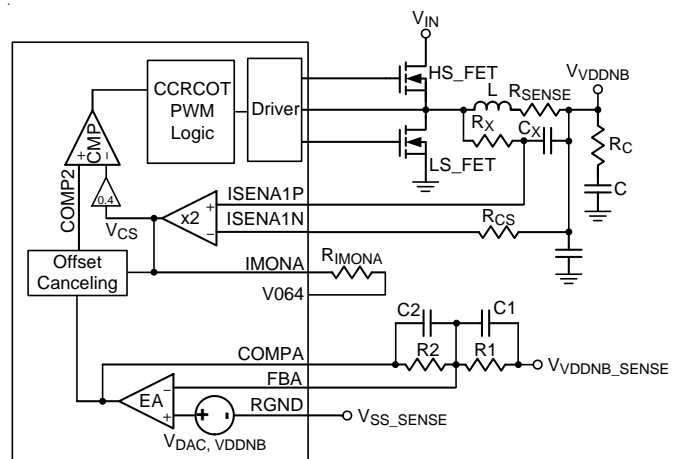 VIN
HS_FET
L
RSENSE
VVDDNB
CCRCOT
PWM
Logic
Driver
RX
CX
RC
LS_FET
C
+
−
CMP
COMP2
0.4
VCS
x2
+
−
ISENA1P
ISENA1N
RCS
Offset
Canceling
IMONA
RIMONA
V064
C2
C1
COMPA
R2
R1
VVDDNB_SENSE
FBA
EA
−
+
+
-
RGND
VSS_SENSE
VDAC, VDDNB